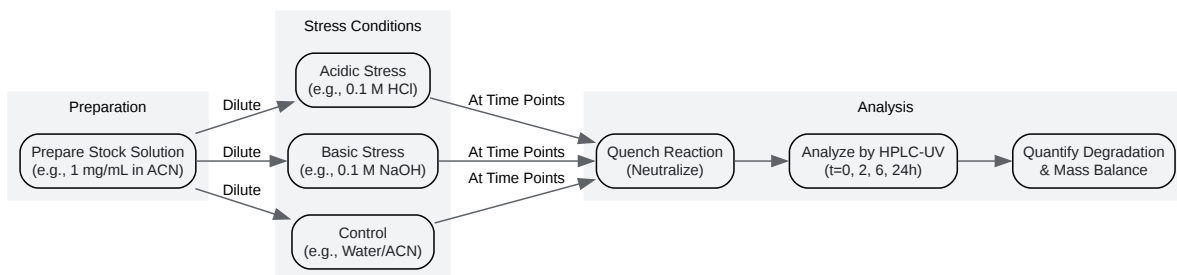 Preparation
Prepare Stock Solution
(e.g., 1 mg/mL in ACN)
Dilute
Dilute
Dilute
Stress Conditions
Acidic Stress
(e.g., 0.1 M HCl)
Basic Stress
(e.g., 0.1 M NaOH)
Control
(e.g., Water/ACN)
At Time Points
At Time Points
At Time Points
Analysis
Quench Reaction
(Neutralize)
Analyze by HPLC-UV
(t=0, 2, 6, 24h)
Quantify Degradation
& Mass Balance